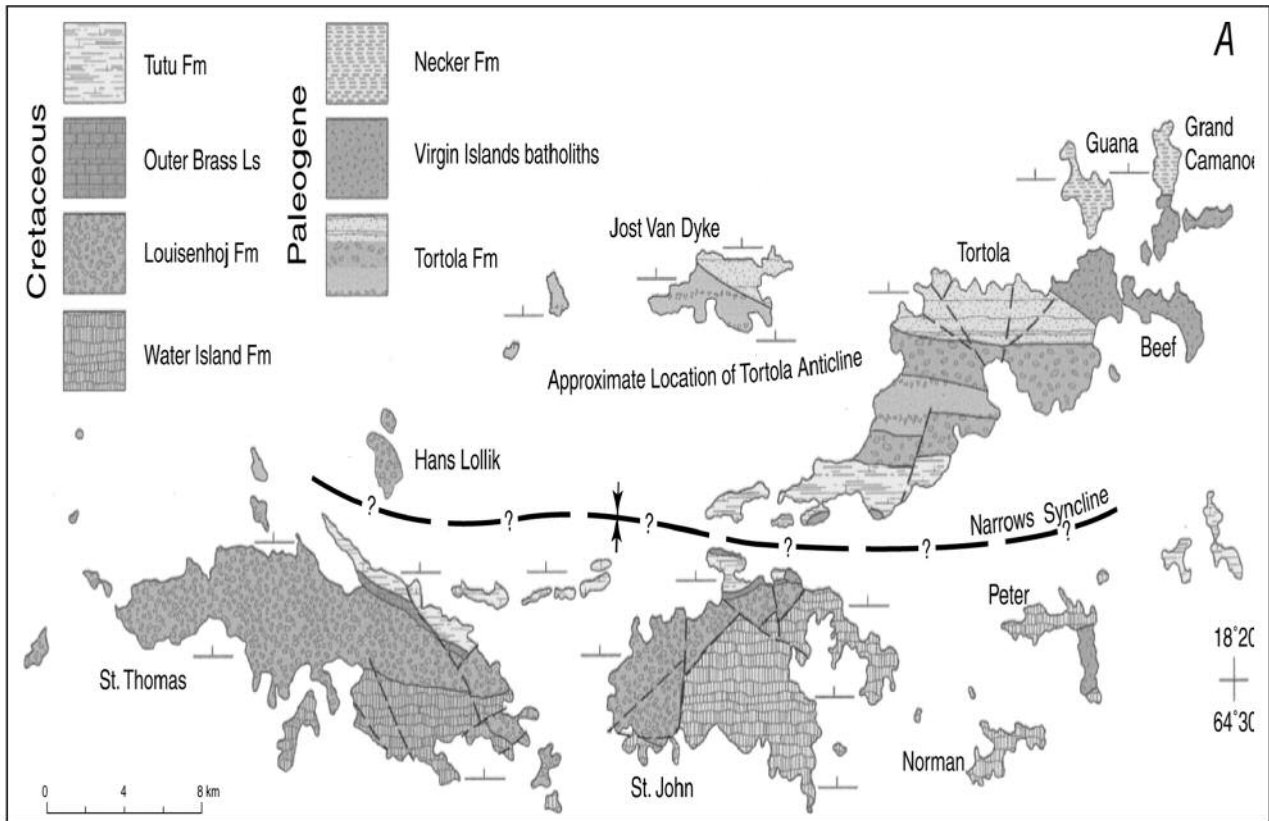 A
Cretaceous
Tutu Fm
Outer Brass Ls
Louisenhoj Fm
Water Island Fm
Paleogene
Necker Fm
Virgin Islands batholiths
Tortola Fm
Guana
Grand
Camanoe
Jost Van Dyke
Tortola
Beef
Approximate Location of Tortola Anticline
Hans Lollik
? ? ? ? ? ?
Narrows Syncline
Peter
18°20
64°30
St. Thomas
St. John
Norman
0 4 8 km